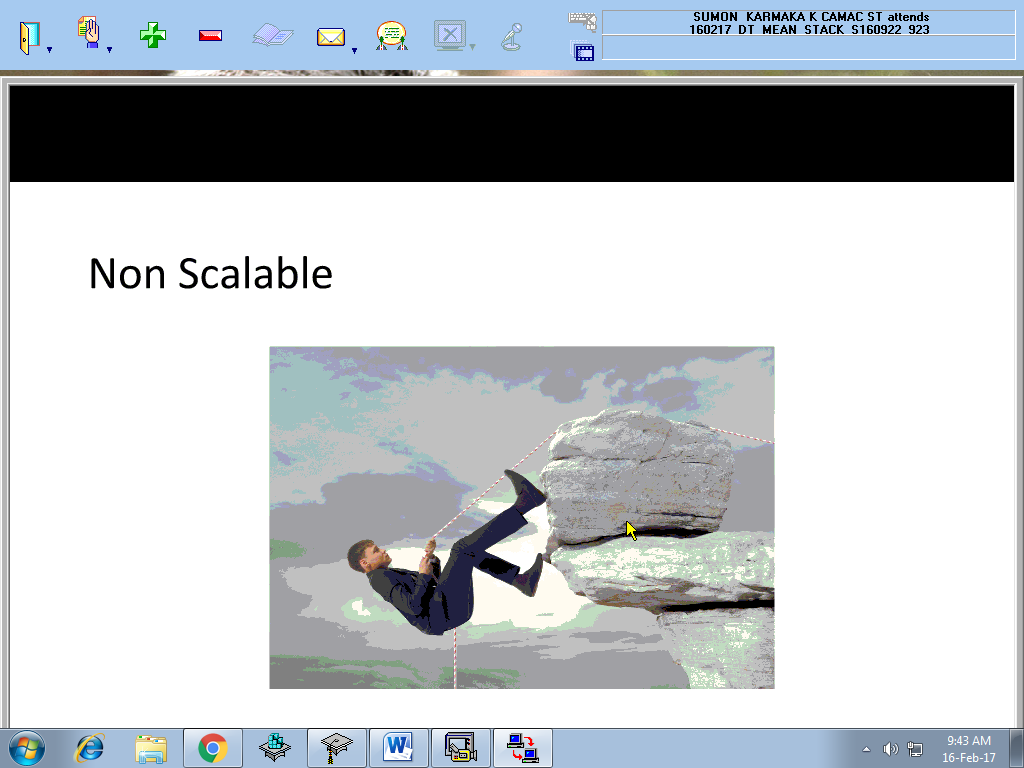 SUMON KARMAKA K CAMAC ST attends
160217 DT MEAN STACK S160922 923
Non Scalable
9:43 AM
16-Feb-17